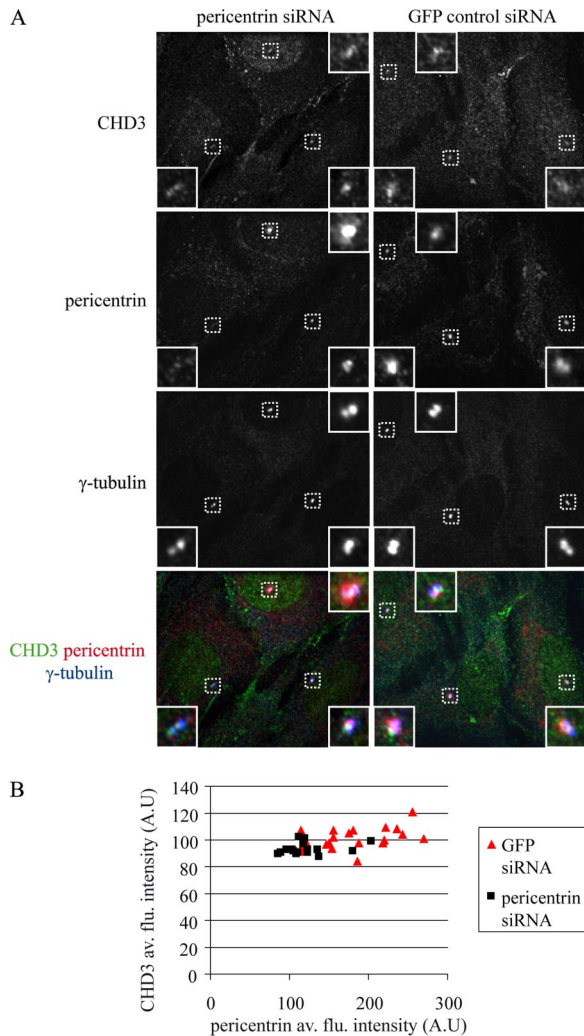 A
pericentrin siRNA
GFP control siRNA
CHD3
pericentrin
γ-tubulin
CHD3 pericentrin
γ-tubulin
B
CHD3 av. flu. intensity (A.U)
140
120
100
80
60
40
20
0
0
100
200
300
pericentrin av. flu. intensity (A.U)
GFP
siRNA
pericentrin
siRNA